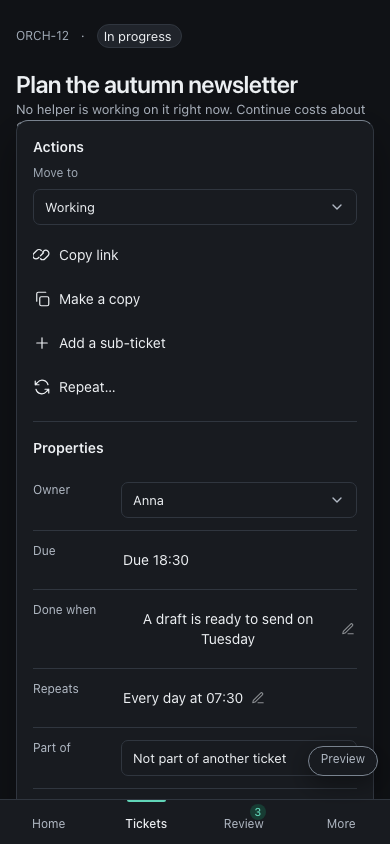 ORCH-12 · In progress
Plan the autumn newsletter
No helper is working on it right now. Continue costs about
Actions
Move to
Working
Copy link
Make a copy
Add a sub-ticket
Repeat...
Properties
Owner
Anna
Due
Due 18:30
Done when
A draft is ready to send on
Tuesday
Repeats
Every day at 07:30
Part of
Not part of another ticket
Preview
3
Home
Tickets
Review
More